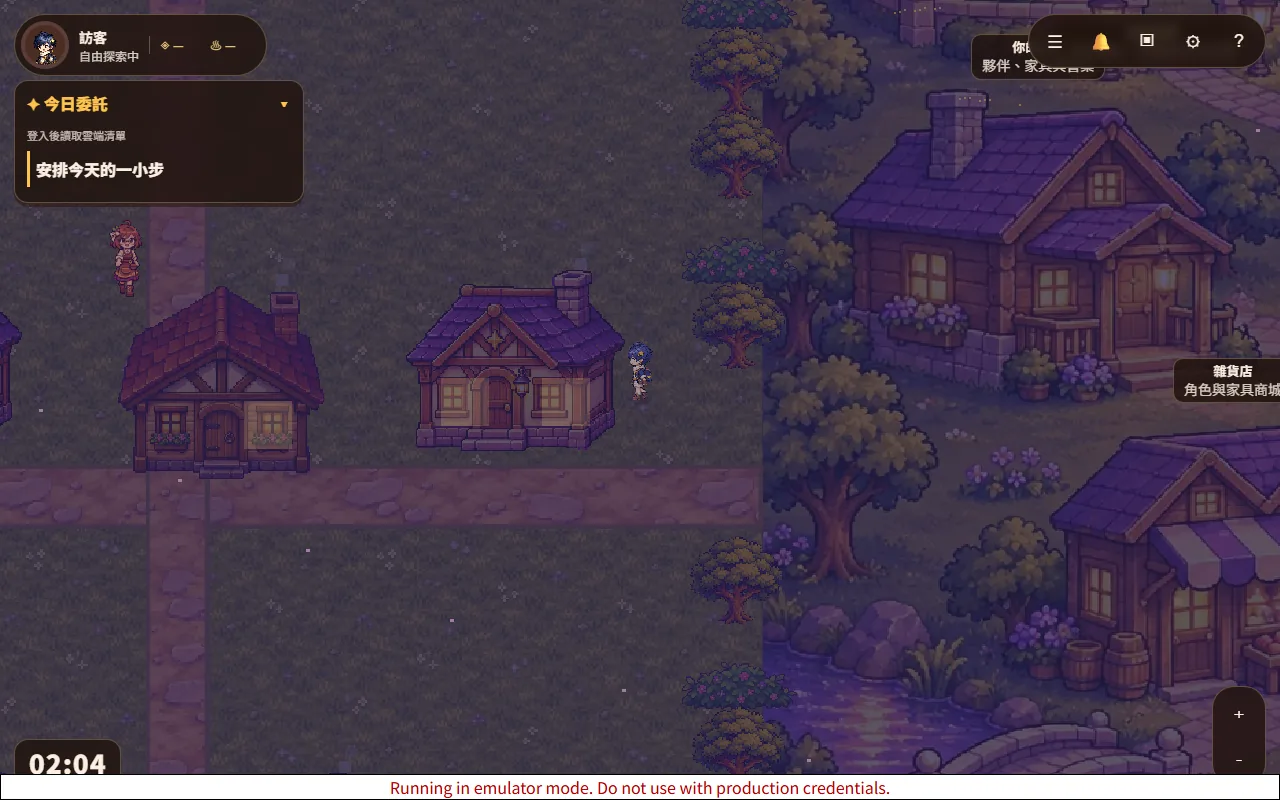 訪客
自由探索中
◈ —
♨ —
✦ 今日委託
登入後讀取雲端清單
安排今天的一小步
你
夥伴、家具與
?
雜貨店
角色與家具商城
+
-
02:04
Running in emulator mode. Do not use with production credentials.